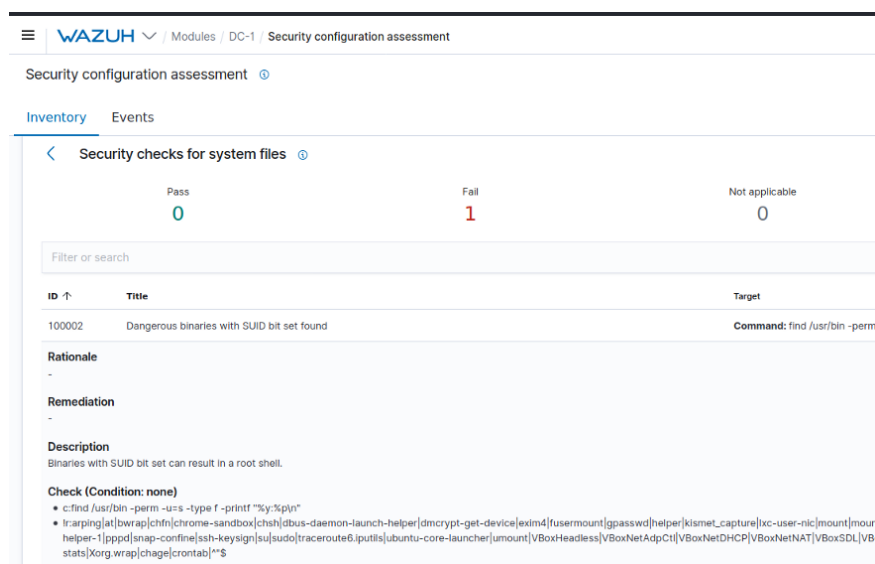 WAZUH / Modules / DC-1 / Security configuration assessment
Security configuration assessment
Inventory Events
Security checks for system files
Pass Fail Not applicable
0 1 0
Filter or search
ID ↑ Title Target
100002 Dangerous binaries with SUID bit set found Command: find /usr/bin -perm
Rationale
-
Remediation
-
Description
Binaries with SUID bit set can result in a root shell.
Check (Condition: none)
• c:find /usr/bin -perm -u=s -type f -printf "%y:%p\n"
• !r:arping|at|bwrap|chfn|chrome-sandbox|chsh|dbus-daemon-launch-helper|dmcrypt-get-device|exim4|fusermount|gpasswd|helper|kismet_capture|lxc-user-nic|mount|mour
helper-1|pppd|snap-confine|ssh-keysign|su|sudo|traceroute6.iputils|ubuntu-core-launcher|umount|VBoxHeadless|VBoxNetAdpCtl|VBoxNetDHCP|VBoxNetNAT|VBoxSDL|VB
stats|Xorg.wrap|chage|crontab|^"$